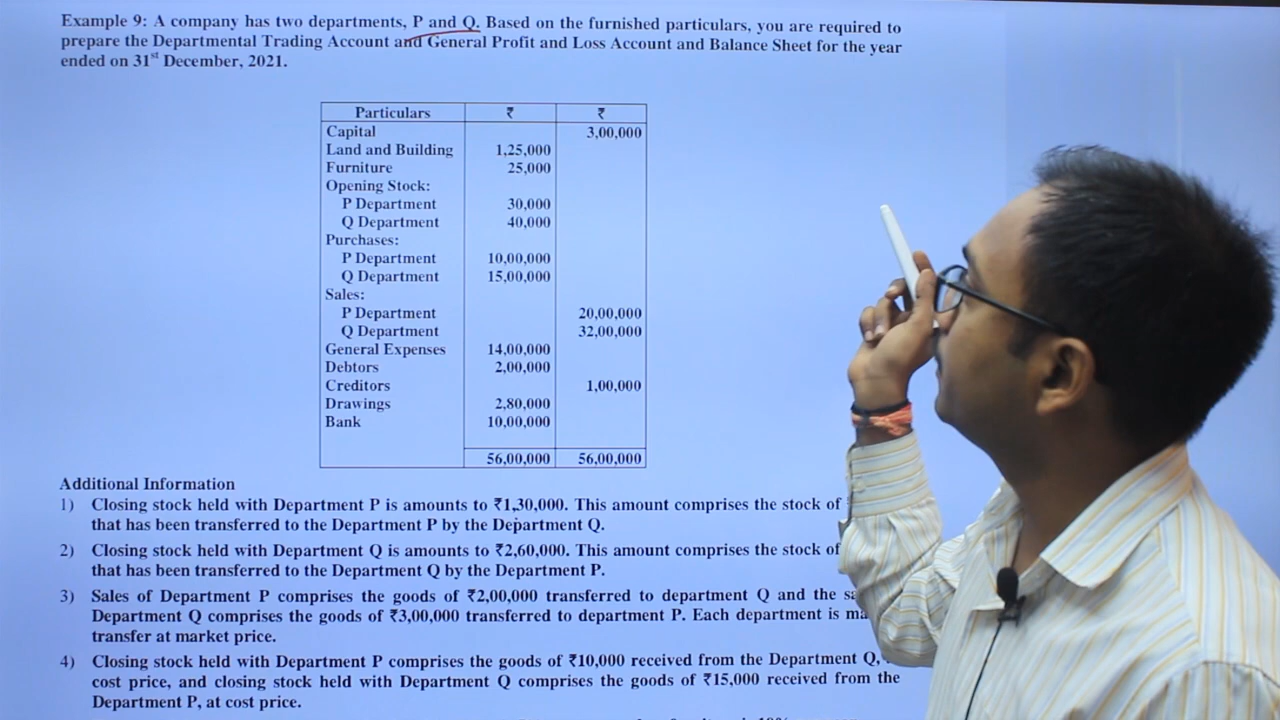 Example 9: A company has two departments, P and Q. Based on the furnished particulars, you are required to
prepare the Departmental Trading Account and General Profit and Loss Account and Balance Sheet for the year
ended on 31st December, 2021.
Particulars ₹ ₹
Capital 3,00,000
Land and Building 1,25,000
Furniture 25,000
Opening Stock:
P Department 30,000
Q Department 40,000
Purchases:
P Department 10,00,000
Q Department 15,00,000
Sales:
P Department 20,00,000
Q Department 32,00,000
General Expenses 14,00,000
Debtors 2,00,000
Creditors 1,00,000
Drawings 2,80,000
Bank 10,00,000
56,00,000 56,00,000
Additional Information
1) Closing stock held with Department P is amounts to ₹1,30,000. This amount comprises the stock of
that has been transferred to the Department P by the Department Q.
2) Closing stock held with Department Q is amounts to ₹2,60,000. This amount comprises the stock of
that has been transferred to the Department Q by the Department P.
3) Sales of Department P comprises the goods of ₹2,00,000 transferred to department Q and the
Department Q comprises the goods of ₹3,00,000 transferred to department P. Each department is
transfer at market price.
4) Closing stock held with Department P comprises the goods of ₹10,000 received from the Department Q,
cost price, and closing stock held with Department Q comprises the goods of ₹15,000 received from the
Department P, at cost price.